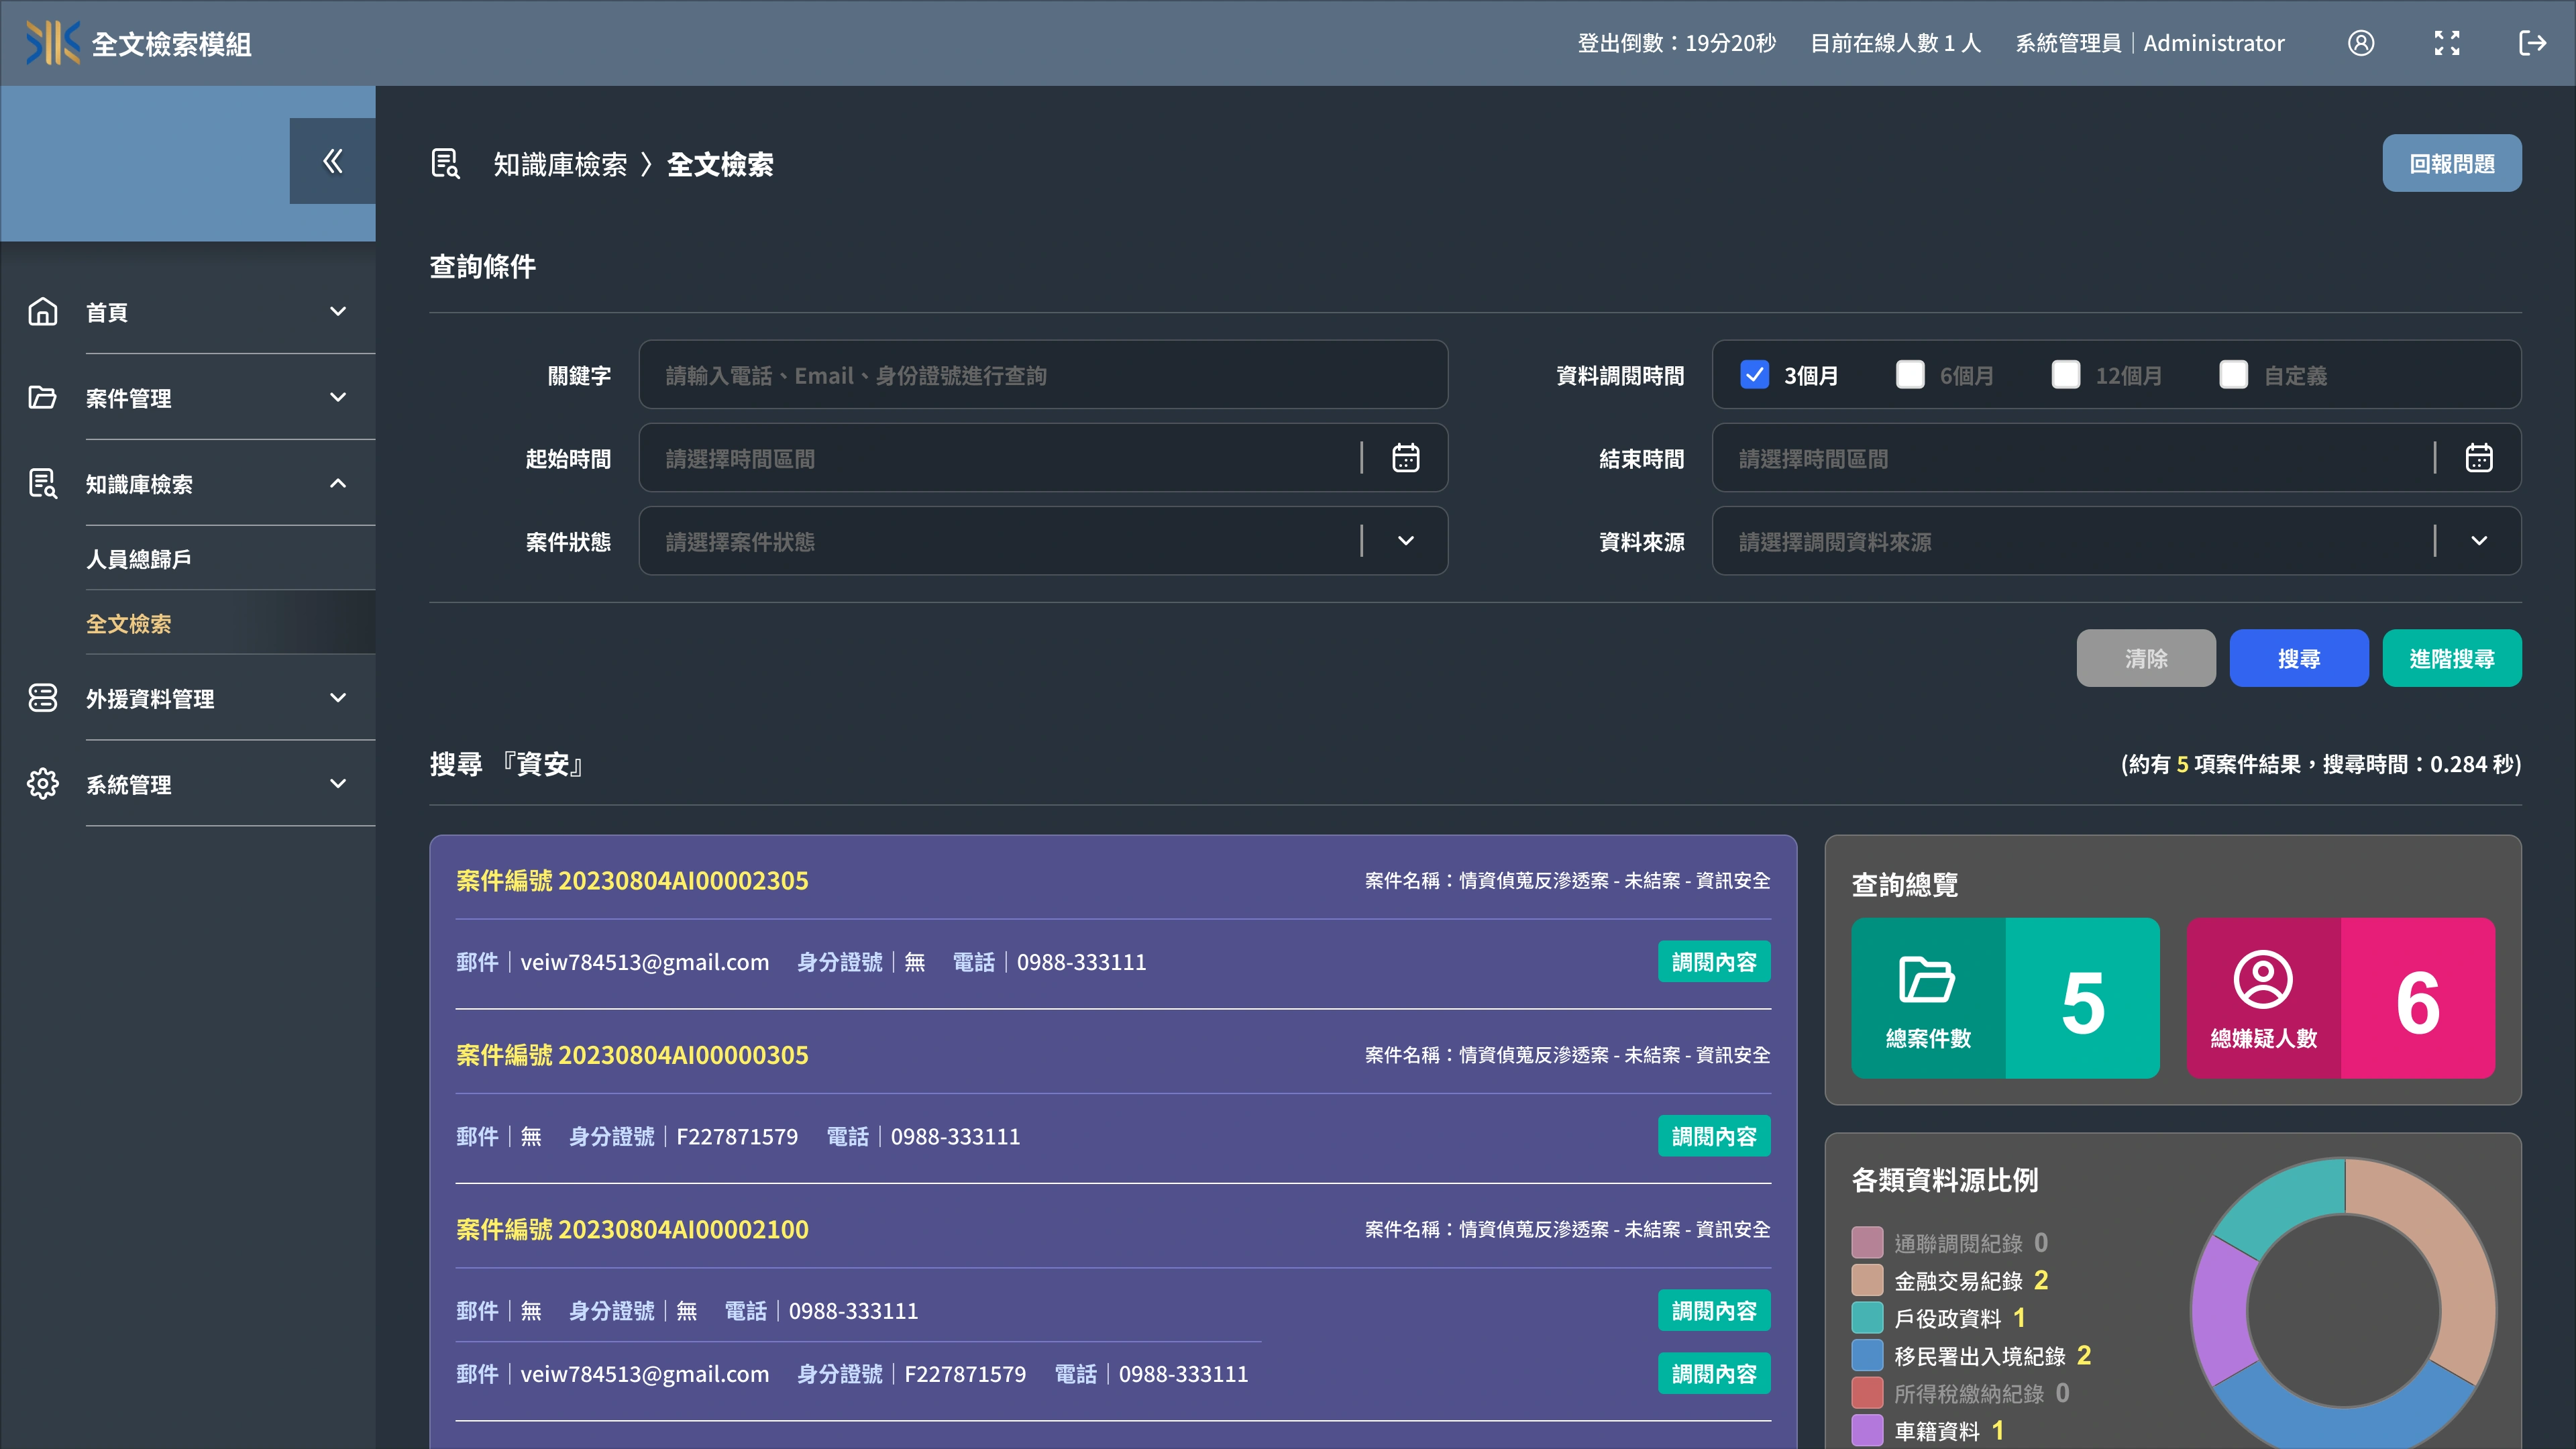 全文檢索模組
登出倒數：19分20秒 目前在線人數 1 人 系統管理員｜Administrator
知識庫檢索 〉全文檢索
回報問題
首頁
案件管理
知識庫檢索
人員總歸戶
全文檢索
外援資料管理
系統管理
查詢條件
關鍵字 請輸入電話、Email、身份證號進行查詢
資料調閱時間 3個月 6個月 12個月 自定義
起始時間 請選擇時間區間
結束時間 請選擇時間區間
案件狀態 請選擇案件狀態
資料來源 請選擇調閱資料來源
清除 搜尋 進階搜尋
搜尋 『資安』
(約有 5 項案件結果，搜尋時間：0.284 秒)
案件編號 20230804AI00002305 案件名稱：情資偵蒐反滲透案 - 未結案 - 資訊安全
郵件｜veiw784513@gmail.com 身分證號｜無 電話｜0988-333111 調閱內容
案件編號 20230804AI00000305 案件名稱：情資偵蒐反滲透案 - 未結案 - 資訊安全
郵件｜無 身分證號｜F227871579 電話｜0988-333111 調閱內容
案件編號 20230804AI00002100 案件名稱：情資偵蒐反滲透案 - 未結案 - 資訊安全
郵件｜無 身分證號｜無 電話｜0988-333111 調閱內容
郵件｜veiw784513@gmail.com 身分證號｜F227871579 電話｜0988-333111 調閱內容
查詢總覽
總案件數 5
總嫌疑人數 6
各類資料源比例
通聯調閱紀錄 0
金融交易紀錄 2
戶役政資料 1
移民署出入境紀錄 2
所得稅繳納紀錄 0
車籍資料 1